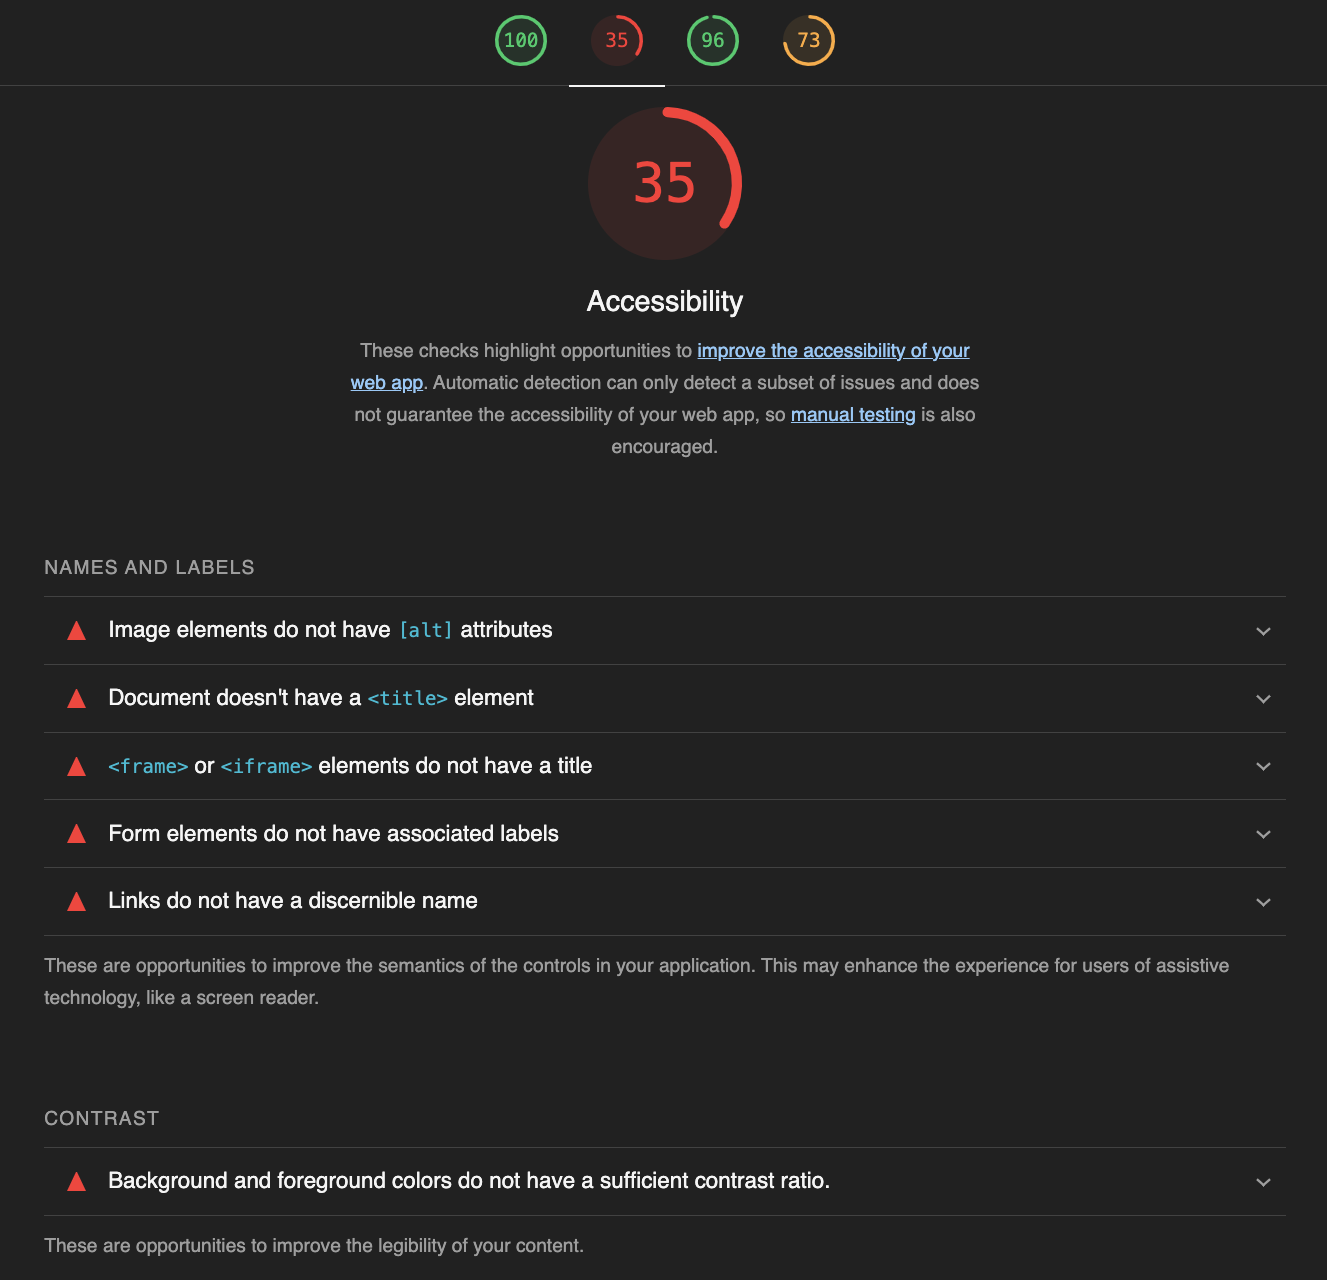 100 35 96 73
35
Accessibility
These checks highlight opportunities to improve the accessibility of your
web app. Automatic detection can only detect a subset of issues and does
not guarantee the accessibility of your web app, so manual testing is also
encouraged.
NAMES AND LABELS
Image elements do not have [alt] attributes
Document doesn't have a <title> element
<frame> or <iframe> elements do not have a title
Form elements do not have associated labels
Links do not have a discernible name
These are opportunities to improve the semantics of the controls in your application. This may enhance the experience for users of assistive
technology, like a screen reader.
CONTRAST
Background and foreground colors do not have a sufficient contrast ratio.
These are opportunities to improve the legibility of your content.